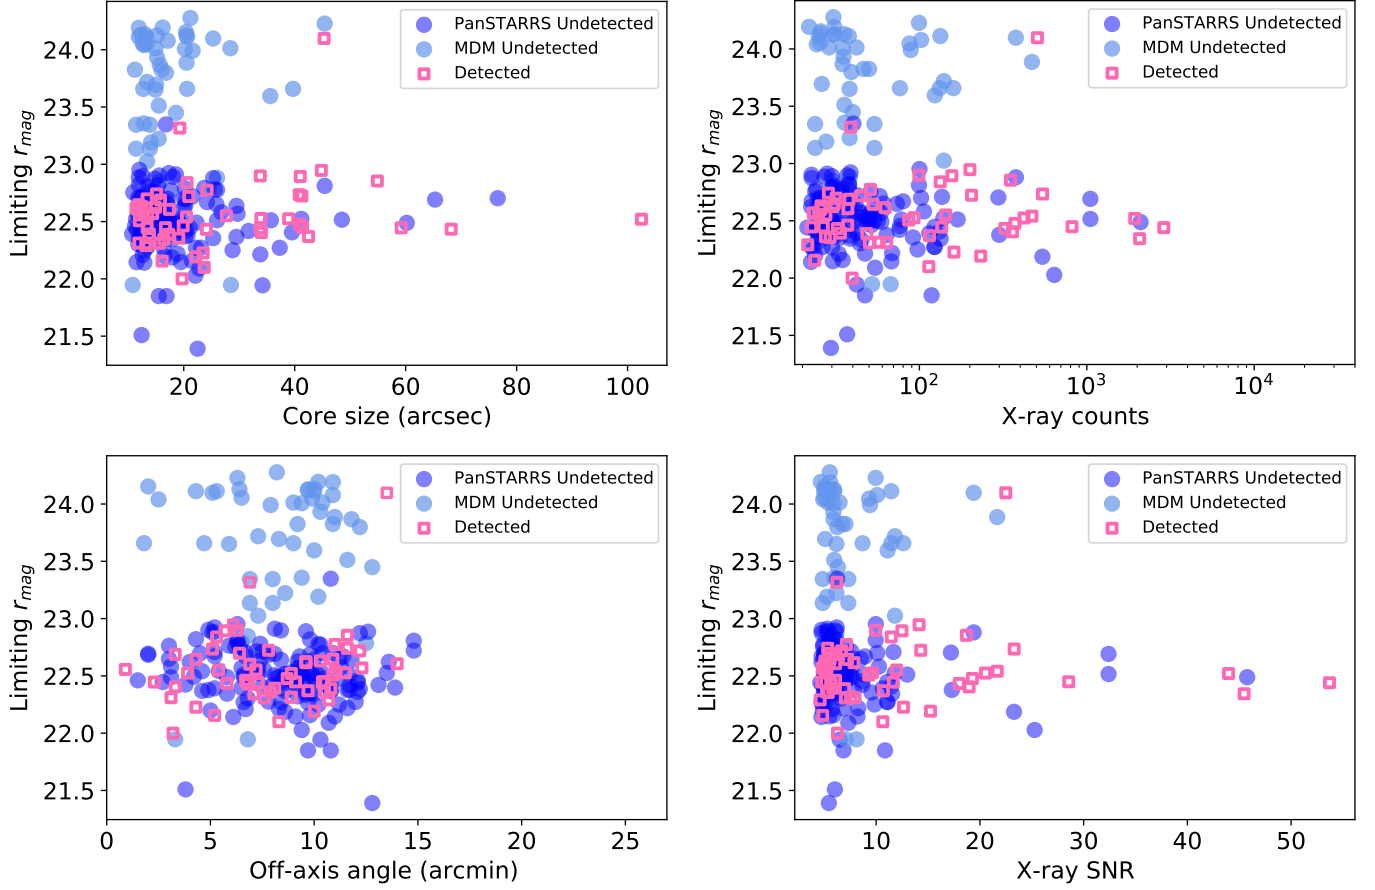 PanSTARRS Undetected
MDM Undetected
Detected
24.0
23.5
23.0
22.5
22.0
21.5
Limiting r_mag
20
40
60
80
100
Core size (arcsec)
PanSTARRS Undetected
MDM Undetected
Detected
24.0
23.5
23.0
22.5
22.0
21.5
Limiting r_mag
10^2
10^3
10^4
X-ray counts
PanSTARRS Undetected
MDM Undetected
Detected
24.0
23.5
23.0
22.5
22.0
21.5
Limiting r_mag
0
5
10
15
20
25
Off-axis angle (arcmin)
PanSTARRS Undetected
MDM Undetected
Detected
24.0
23.5
23.0
22.5
22.0
21.5
Limiting r_mag
10
20
30
40
50
X-ray SNR